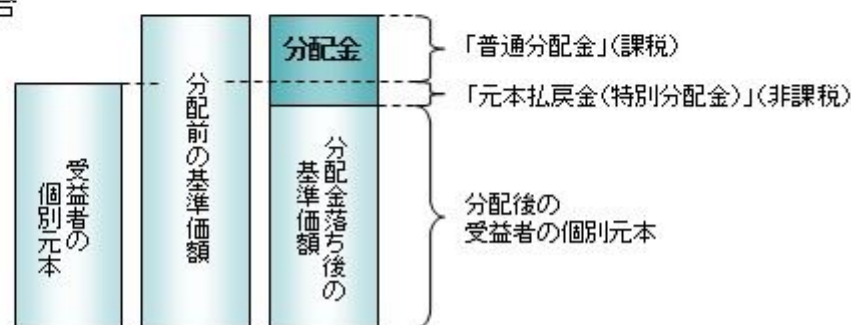 合
分配金
「普通分配金」(課税)
「元本払戻金(特別分配金)」(非課税)
受益者の
個別元本
分配前の基準価額
分配金落ち後の
基準価額
分配後の
受益者の個別元本